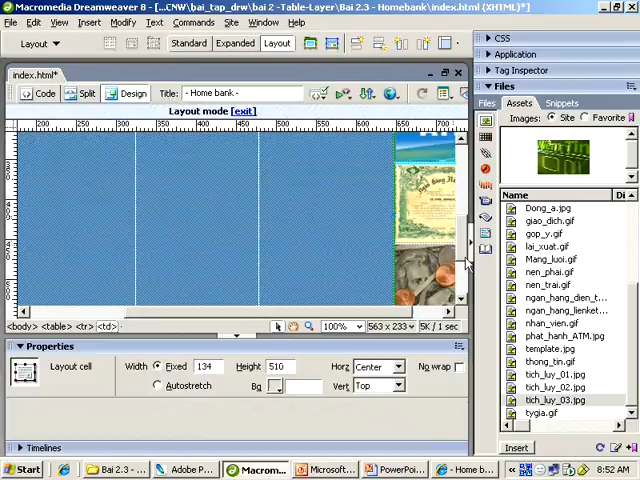 Macromedia Dreamweaver 8 - [...CNW/bai_tap_drw/bai 2 -Table-Layer/Bai 2.3 - Homebank/index.html (XHTML)*]
File Edit View Insert Modify Text Commands Site Window Help
Layout Standard Expanded Layout
CSS
Application
Tag Inspector
Files
index.html*
Code Split Design Title: - Home bank -
Layout mode [exit]
200 250 300 350 400 450 500 550 600 650 700
Files Assets Snippets
Images: Site Favorite
Name Di
Dong_a.jpg
giao_dich.gif
gop_y.gif
lai_xuat.gif
Mang_luoi.gif
nen_phai.gif
nen_trai.gif
ngan_hang_dien_t...
ngan_hang_lienket...
nhan_vien.gif
phat_hanh_ATM.jpg
template.jpg
thong_tin.gif
tich_luy_01.jpg
tich_luy_02.jpg
tich_luy_03.jpg
tygia.gif
<body> <table> <tr> <td> 100% 563 x 233 5K / 1 sec
Properties
Layout cell Width Fixed 134 Height 510 Horz Center No wrap
Autostretch Bg Vert Top
Insert
Timelines
Start Bai 2.3 - ... Adobe P... Macrom... Microsof... PowerPoi... - Home b... 8:52 AM